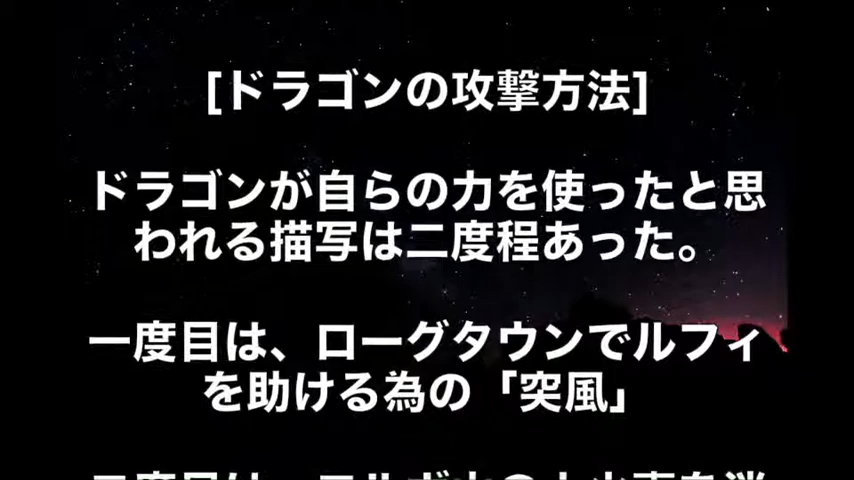 [ドラゴンの攻撃方法]
ドラゴンが自らの力を使ったと思
われる描写は二度程あった。
一度目は、ローグタウンでルフィ
を助ける為の「突風」